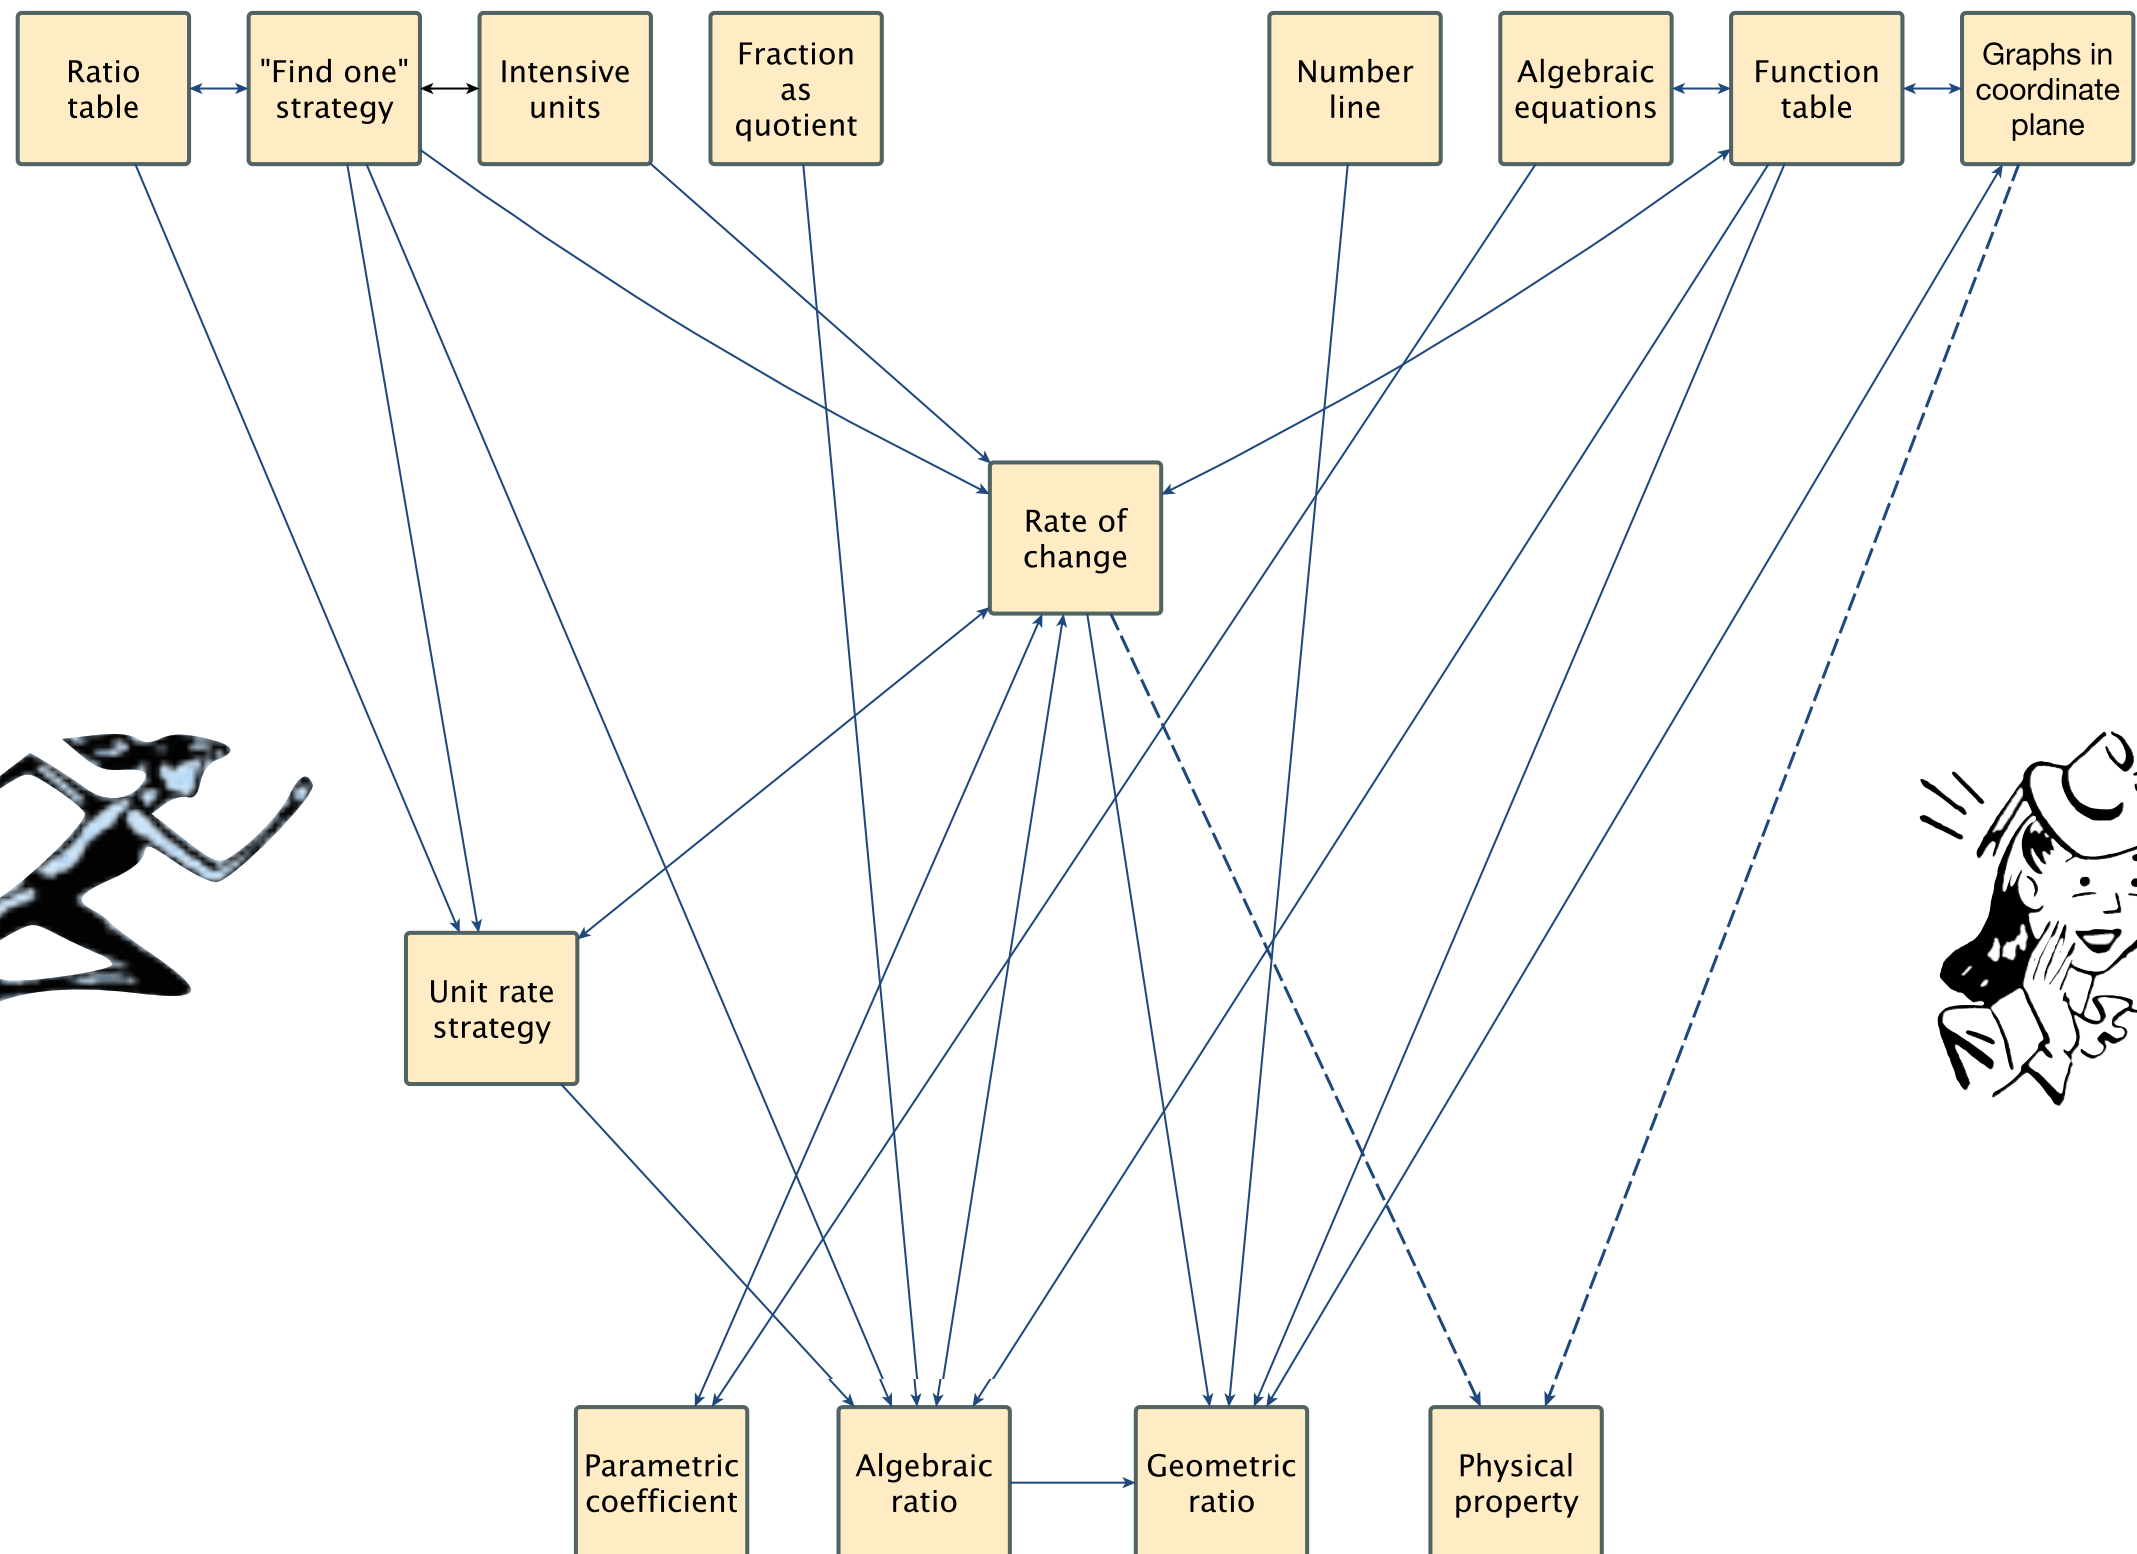 Ratio
table
"Find one"
strategy
Intensive
units
Fraction
as
quotient
Number
line
Algebraic
equations
Function
table
Graphs in
coordinate
plane
Rate of
change
Unit rate
strategy
Parametric
coefficient
Algebraic
ratio
Geometric
ratio
Physical
property